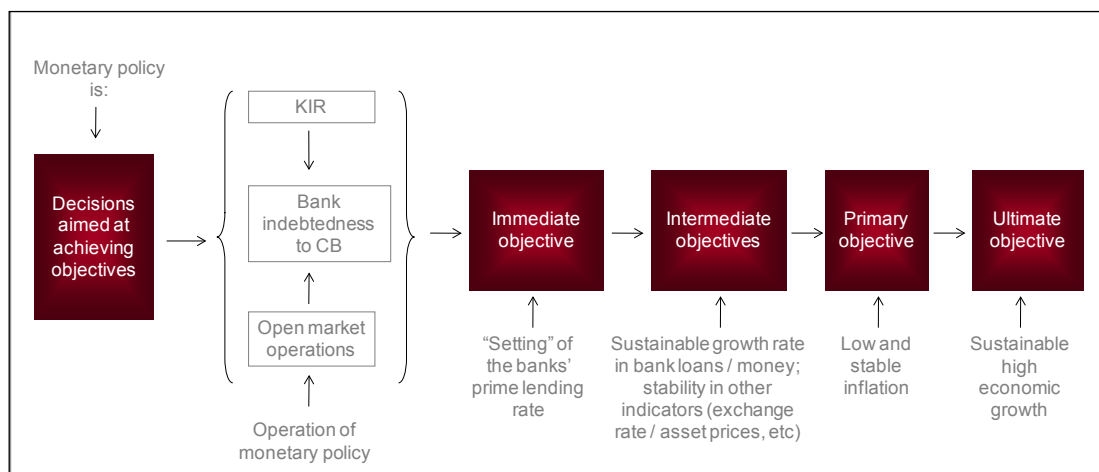 Monetary policy
is:
Decisions
aimed at
achieving
objectives
KIR
Bank
indebtedness
to CB
Open market
operations
Operation of
monetary policy
Immediate
objective
“Setting” of
the banks’
prime lending
rate
Intermediate
objectives
Sustainable growth rate
in bank loans / money;
stability in other
indicators (exchange
rate / asset prices, etc)
Primary
objective
Low and
stable
inflation
Ultimate
objective
Sustainable
high
economic
growth